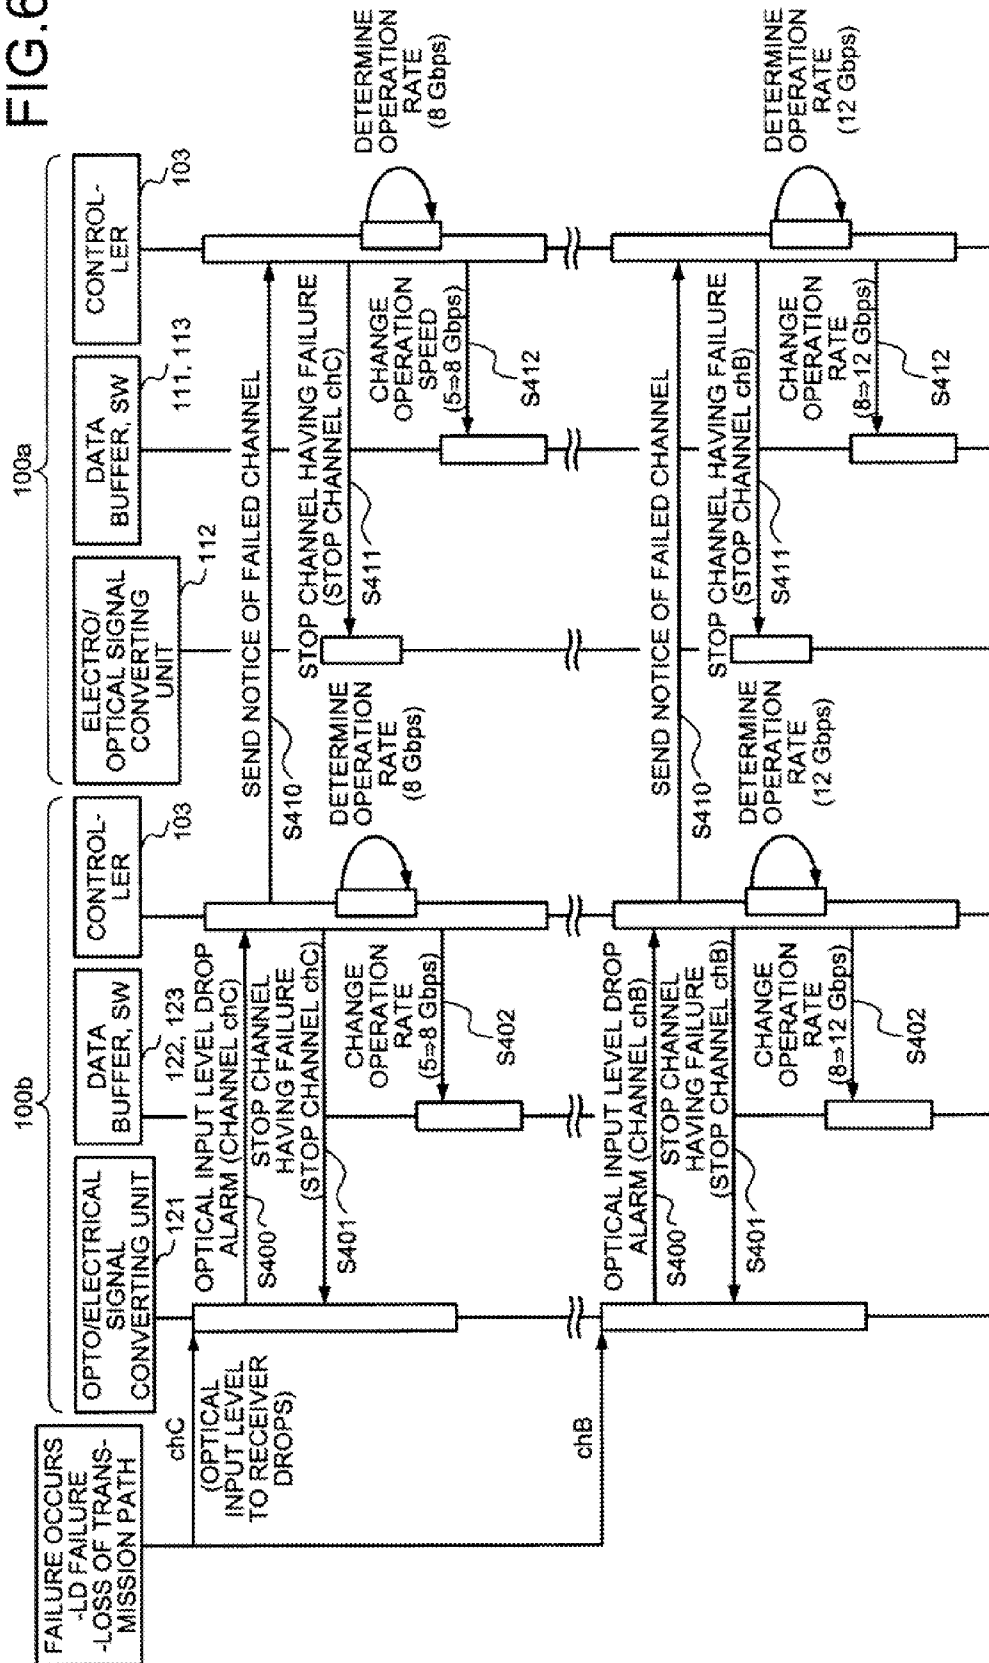 FIG.6
100b
100a
FAILURE OCCURS
-LD FAILURE
-LOSS OF TRANS-
MISSION PATH
OPTO/ELECTRICAL
SIGNAL
CONVERTING UNIT
121
DATA
BUFFER, SW
122, 123
CONTROL-
LER
103
ELECTRO/
OPTICAL SIGNAL
CONVERTING
UNIT
112
DATA
BUFFER, SW
111, 113
CONTROL-
LER
103
chC
(OPTICAL
INPUT LEVEL
TO RECEIVER
DROPS)
OPTICAL INPUT LEVEL DROP
ALARM (CHANNEL chC)
S400
STOP CHANNEL
HAVING FAILURE
(STOP CHANNEL chC)
S401
CHANGE
OPERATION
RATE
(5⇒8 Gbps)
S402
DETERMINE
OPERATION
RATE
(8 Gbps)
SEND NOTICE OF FAILED CHANNEL
S410
STOP CHANNEL HAVING FAILURE
(STOP CHANNEL chC)
S411
CHANGE
OPERATION
SPEED
(5⇒8 Gbps)
S412
DETERMINE
OPERATION
RATE
(8 Gbps)
chB
OPTICAL INPUT LEVEL DROP
ALARM (CHANNEL chB)
S400
STOP CHANNEL
HAVING FAILURE
(STOP CHANNEL chB)
S401
CHANGE
OPERATION
RATE
(8⇒12 Gbps)
S402
DETERMINE
OPERATION
RATE
(12 Gbps)
SEND NOTICE OF FAILED CHANNEL
S410
STOP CHANNEL HAVING FAILURE
(STOP CHANNEL chB)
S411
CHANGE
OPERATION
RATE
(8⇒12 Gbps)
S412
DETERMINE
OPERATION
RATE
(12 Gbps)